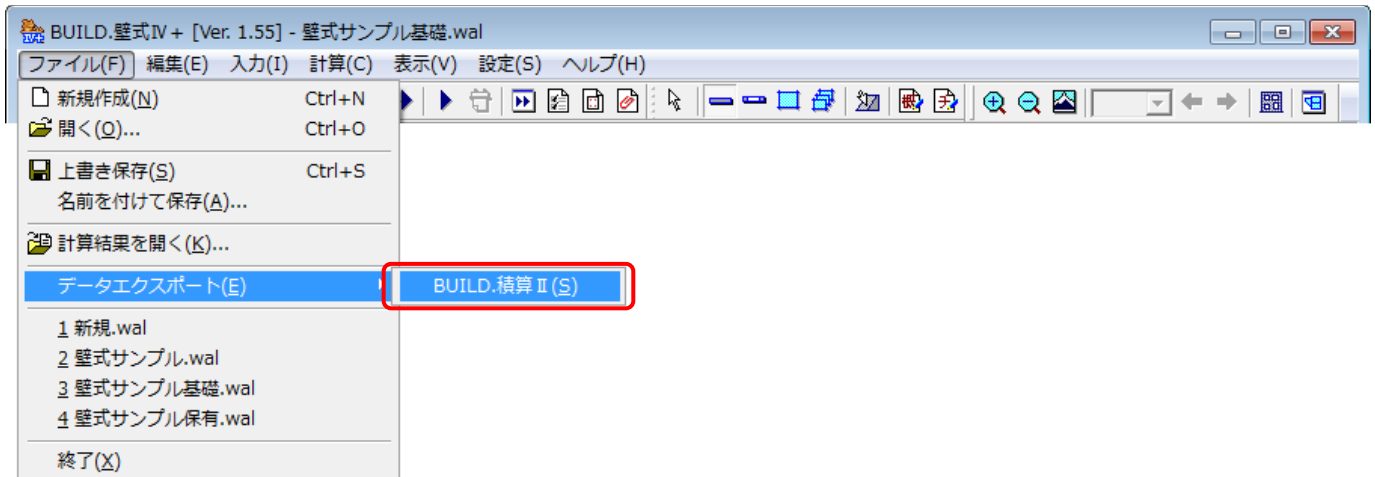 BUILD.壁式Ⅳ+ [Ver. 1.55] - 壁式サンプル基礎.wal
ファイル(F) 編集(E) 入力(I) 計算(C) 表示(V) 設定(S) ヘルプ(H)
新規作成(N) Ctrl+N
開く(O)... Ctrl+O
上書き保存(S) Ctrl+S
名前を付けて保存(A)...
計算結果を開く(K)...
データエクスポート(E) BUILD.積算Ⅱ(S)
1 新規.wal
2 壁式サンプル.wal
3 壁式サンプル基礎.wal
4 壁式サンプル保有.wal
終了(X)